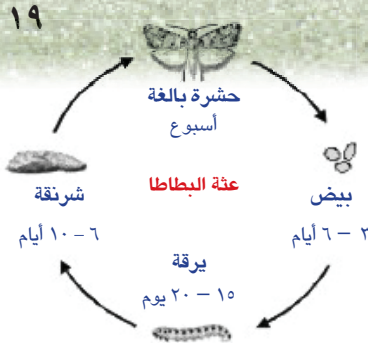 ١٩
حشرة بالغة
أسبوع
عثة البطاطا
بيض
– ٦ أيام
يرقة
١٥ – ٢٠ يوم
شرنقة
٦ – ١٠ أيام